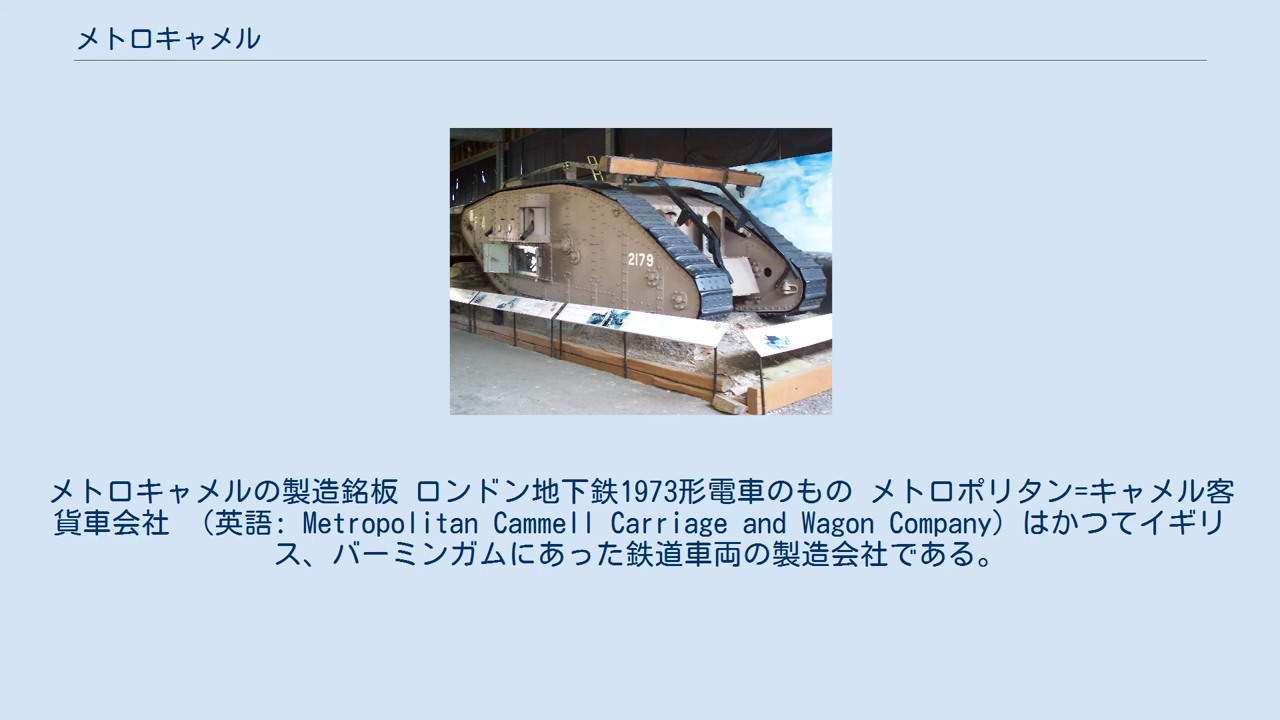 メトロキャメル
2179
メトロキャメルの製造銘板 ロンドン地下鉄1973形電車のもの メトロポリタン=キャメル客
貨車会社 （英語: Metropolitan Cammell Carriage and Wagon Company）はかつてイギリ
ス、バーミンガムにあった鉄道車両の製造会社である。